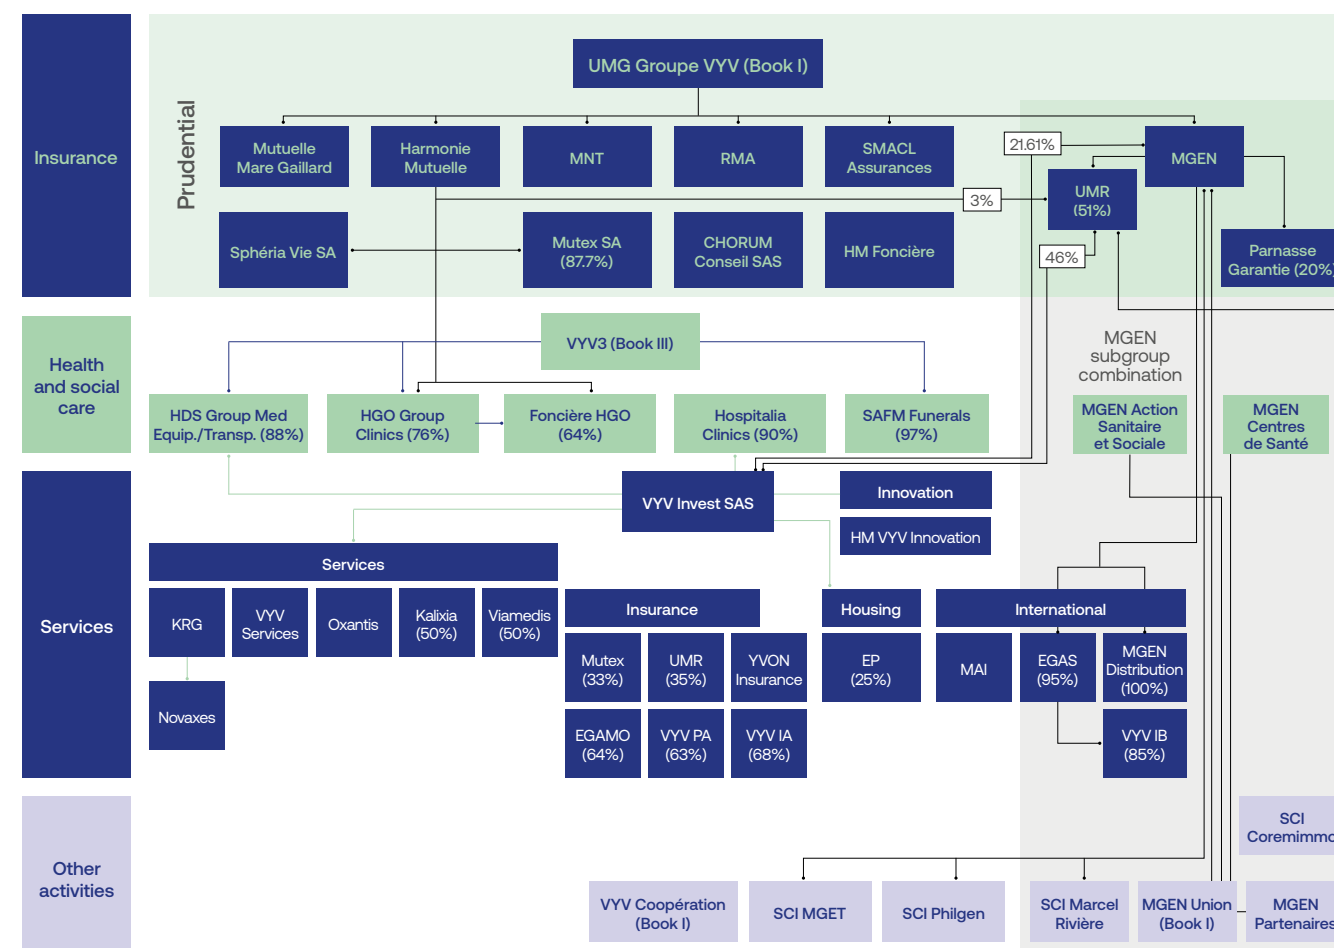 UMG Groupe VYV (Book I)
Insurance
Prudential
Mutuelle
Mare Gaillard
Harmonie
Mutuelle
MNT
RMA
SMACL
Assurances
21.61%
MGEN
3%
UMR
(51%)
Sphéria Vie SA
Mutex SA
(87.7%)
CHORUM
Conseil SAS
HM Foncière
46%
Parnasse
Garantie (20%)
Health
and social
care
VYV3 (Book III)
MGEN
subgroup
combination
HDS Group Med
Equip./Transp. (88%)
HGO Group
Clinics (76%)
Foncière HGO
(64%)
Hospitalia
Clinics (90%)
SAFM Funerals
(97%)
MGEN Action
Sanitaire
et Sociale
MGEN
Centres
de Santé
Services
VYV Invest SAS
Innovation
HM VYV Innovation
Services
KRG
VYV
Services
Oxantis
Kalixia
(50%)
Viamedis
(50%)
Novaxes
Insurance
Mutex
(33%)
UMR
(35%)
YVON
Insurance
EGAMO
(64%)
VYV PA
(63%)
VYV IA
(68%)
Housing
EP
(25%)
International
MAI
EGAS
(95%)
MGEN
Distribution
(100%)
VYV IB
(85%)
Other
activities
SCI
Coremimmo
VYV Coopération
(Book I)
SCI MGET
SCI Philgen
SCI Marcel
Rivière
MGEN Union
(Book I)
MGEN
Partenaires